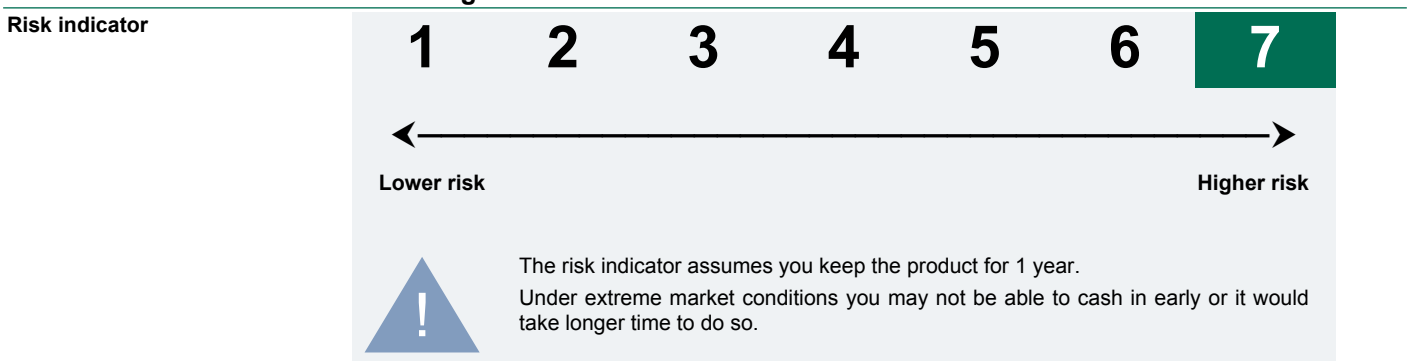 Risk indicator
1 2 3 4 5 6 7
Lower risk Higher risk
!
The risk indicator assumes you keep the product for 1 year.
Under extreme market conditions you may not be able to cash in early or it would
take longer time to do so.